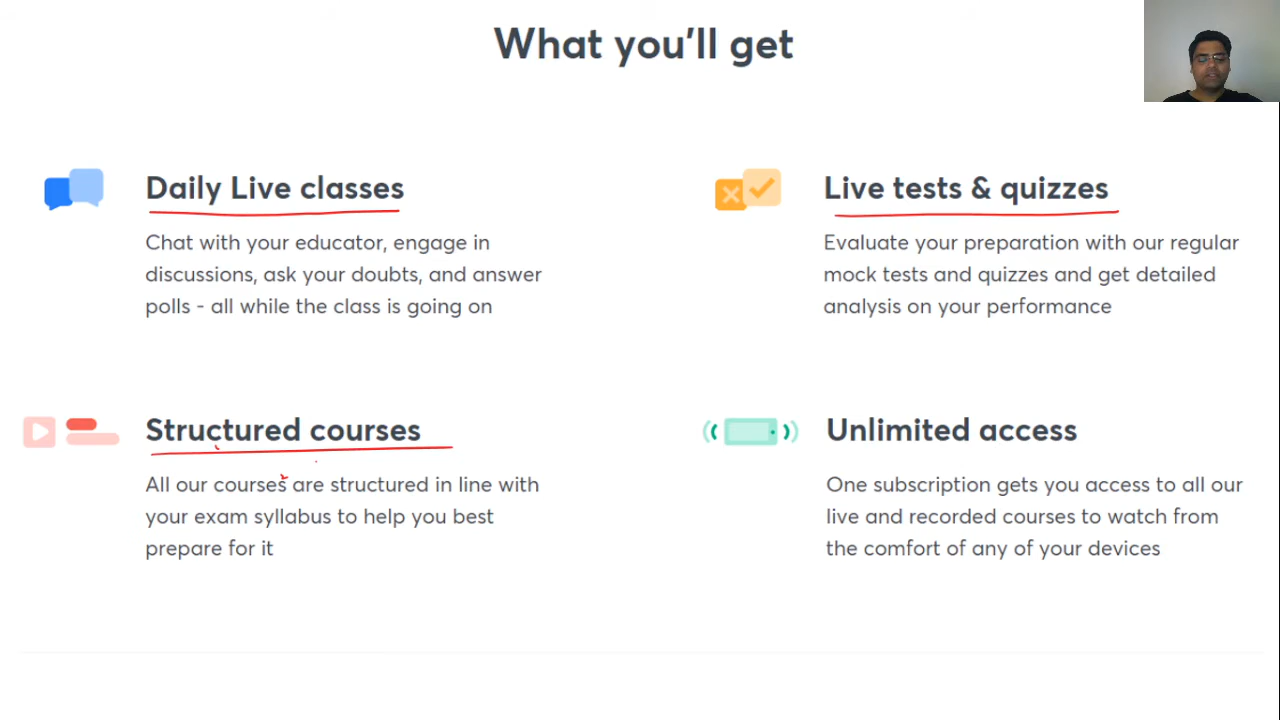 What you'll get
Daily Live classes
Chat with your educator, engage in
discussions, ask your doubts, and answer
polls - all while the class is going on
Live tests & quizzes
Evaluate your preparation with our regular
mock tests and quizzes and get detailed
analysis on your performance
Structured courses
All our courses are structured in line with
your exam syllabus to help you best
prepare for it
Unlimited access
One subscription gets you access to all our
live and recorded courses to watch from
the comfort of any of your devices